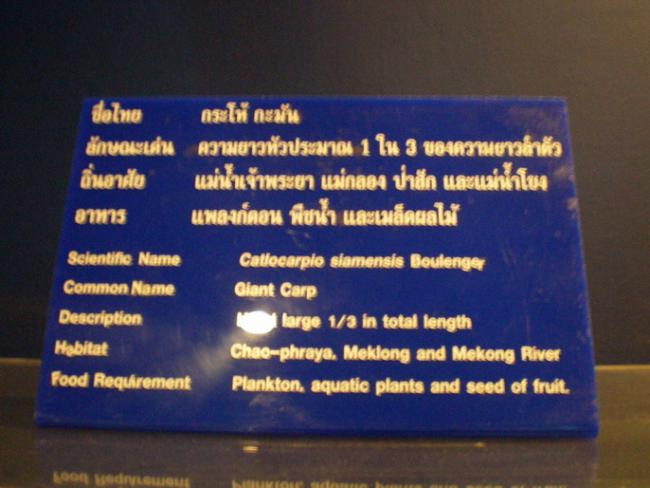 ชื่อไทย กระโห้ กะมัน
ลักษณะเด่น ความยาวหัวประมาณ 1 ใน 3 ของความยาวลำตัว
ถิ่นอาศัย แม่น้ำเจ้าพระยา แม่กลอง ป่าสัก และแม่น้ำโขง
อาหาร แพลงก์ตอน พืชน้ำ และเมล็ดผลไม้
Scientific Name Catlocarpio siamensis Boulenger
Common Name Giant Carp
Description large 1/3 in total length
Habitat Chao-phraya, Meklong and Mekong River
Food Requirement Plankton, aquatic plants and seed of fruit.